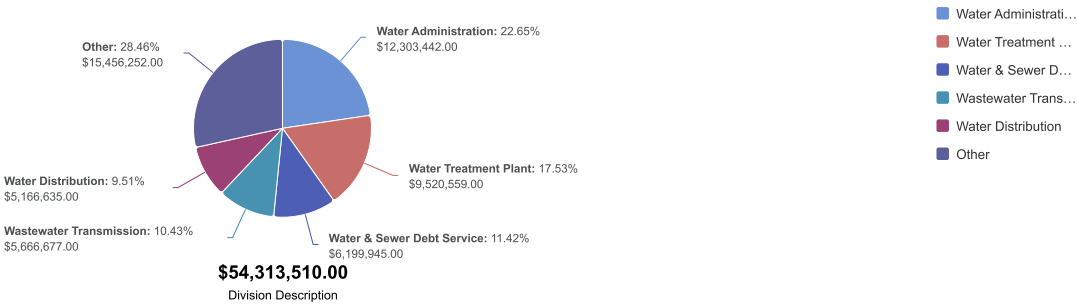 Water Administration: 22.65%
$12,303,442.00
Other: 28.46%
$15,456,252.00
Water Treatment Plant: 17.53%
$9,520,559.00
Water Distribution: 9.51%
$5,166,635.00
Wastewater Transmission: 10.43%
$5,666,677.00
Water & Sewer Debt Service: 11.42%
$6,199,945.00
$54,313,510.00
Division Description
Water Administrati...
Water Treatment ...
Water & Sewer D...
Wastewater Trans...
Water Distribution
Other